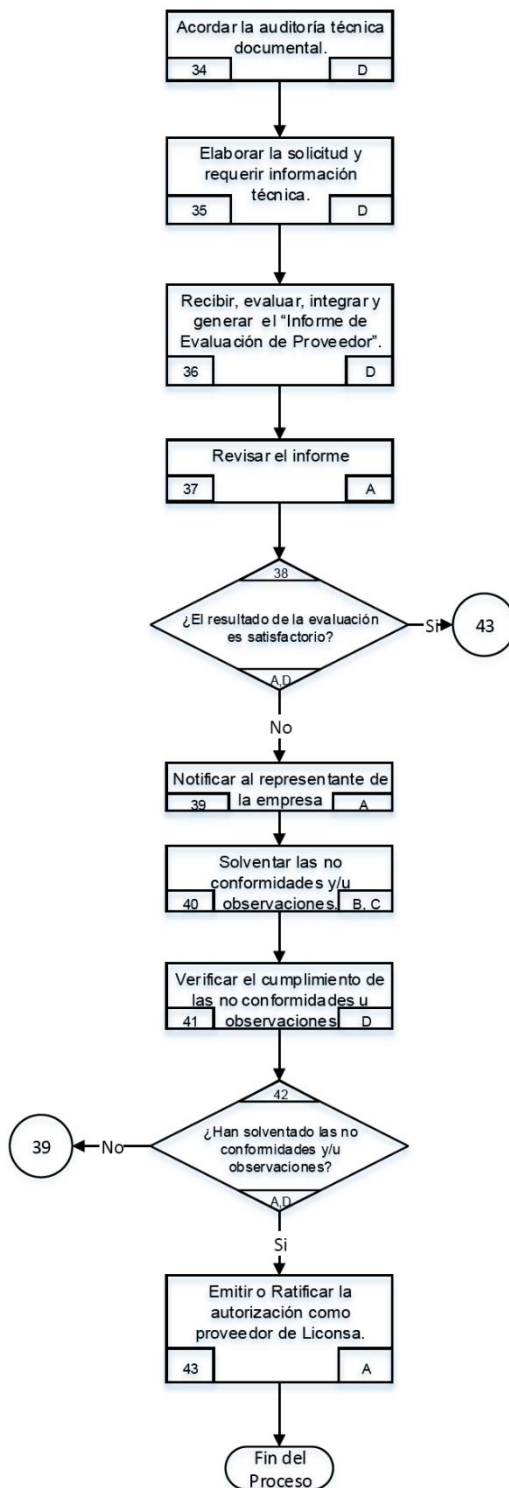 Acordar la auditoría técnica
documental.
34 D
Elaborar la solicitud y
requerir información
técnica.
35 D
Recibir, evaluar, integrar y
generar el “Informe de
Evaluación de Proveedor”.
36 D
Revisar el informe
37 A
38
¿El resultado de la evaluación
es satisfactorio?
A,D
Si
43
No
Notificar al representante de
la empresa
39 A
Solventar las no
conformidades y/u
observaciones.
40 B, C
Verificar el cumplimiento de
las no conformidades u
observaciones
41 D
42
¿Han solventado las no
conformidades y/u
observaciones?
A,D
No
39
Si
Emitir o Ratificar la
autorización como
proveedor de Liconsa.
43 A
Fin del
Proceso